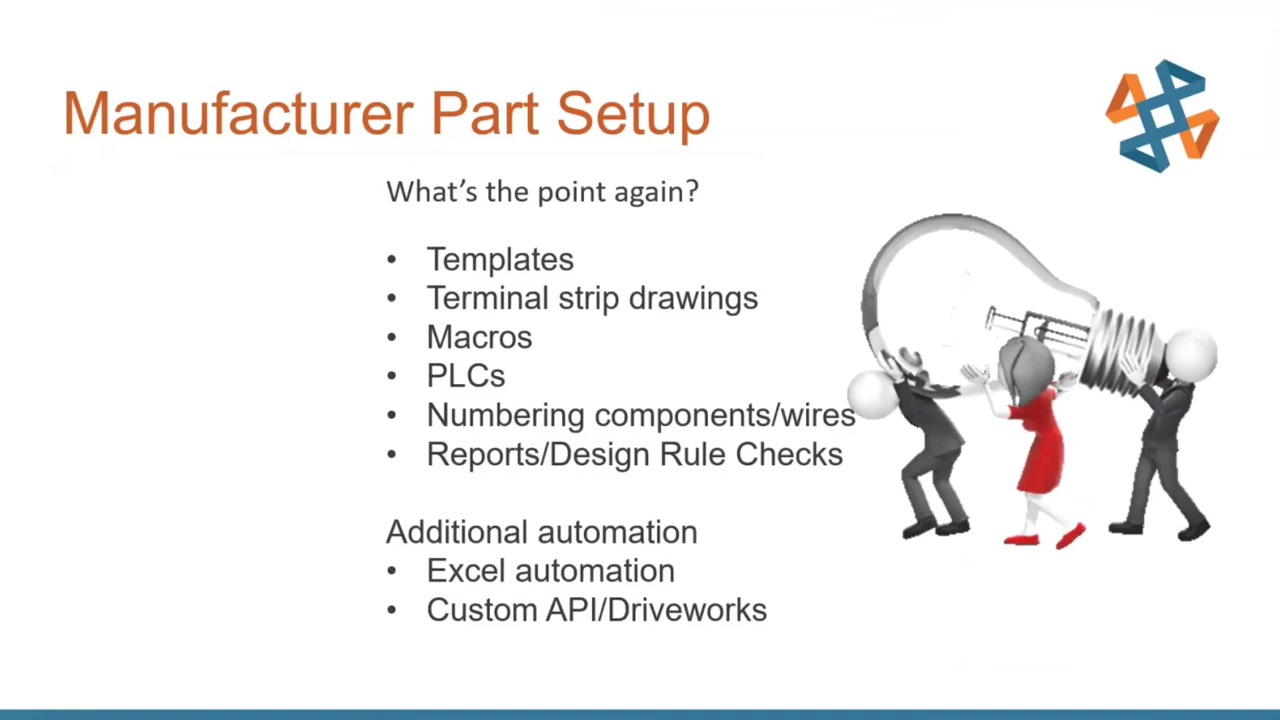 Manufacturer Part Setup
What's the point again?
• Templates
• Terminal strip drawings
• Macros
• PLCs
• Numbering components/wires
• Reports/Design Rule Checks
Additional automation
• Excel automation
• Custom API/Driveworks